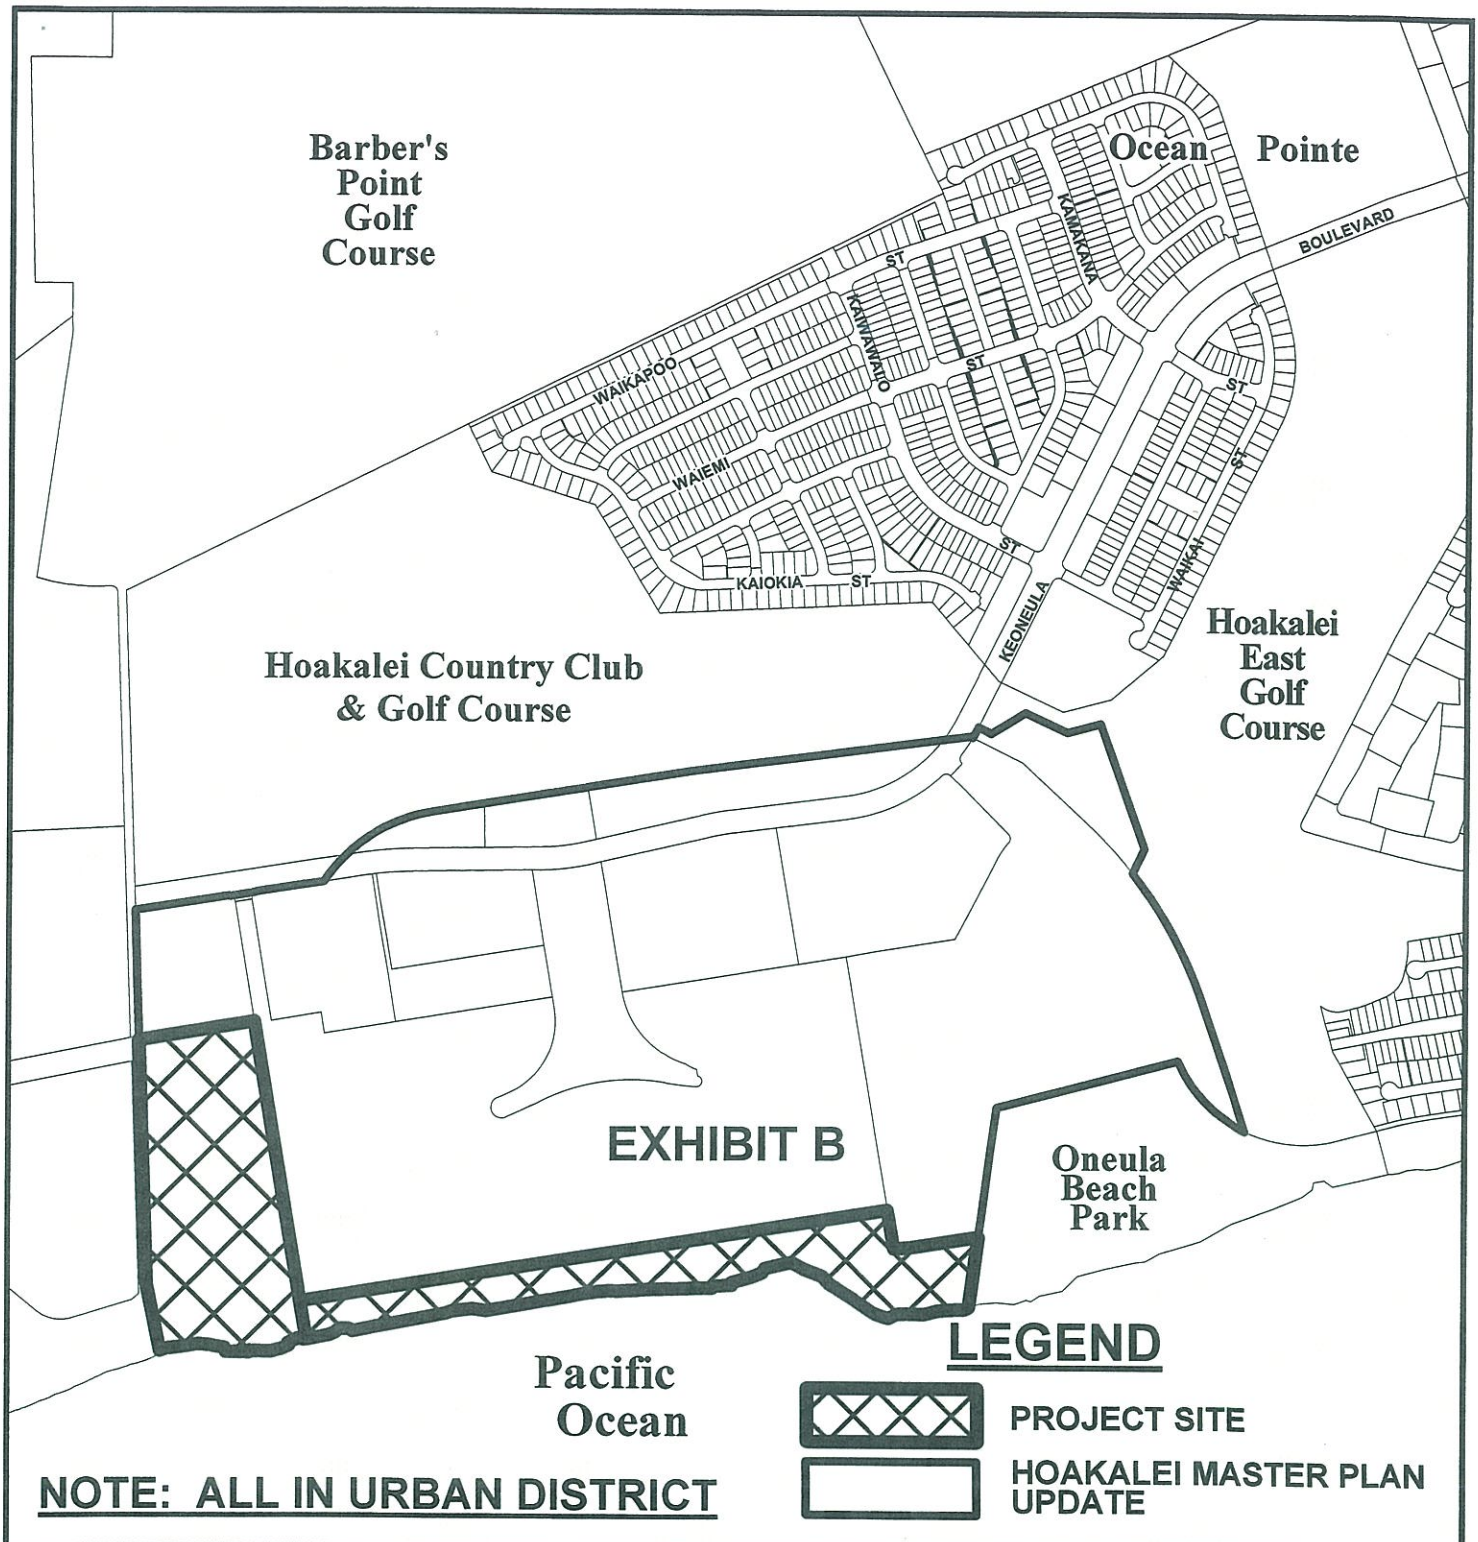 Barber's
Point
Golf
Course
Ocean Pointe
BOULEVARD
KAMAKANA
ST
KAIWAWALO
ST
WAIKAPOO
ST
ST
WAIEMI
ST
WAIKAI
KAIOKIA ST
KEONEULA
Hoakalei Country Club
& Golf Course
Hoakalei
East
Golf
Course
EXHIBIT B
Oneula
Beach
Park
Pacific
Ocean
LEGEND
PROJECT SITE
HOAKALEI MASTER PLAN
UPDATE
NOTE: ALL IN URBAN DISTRICT